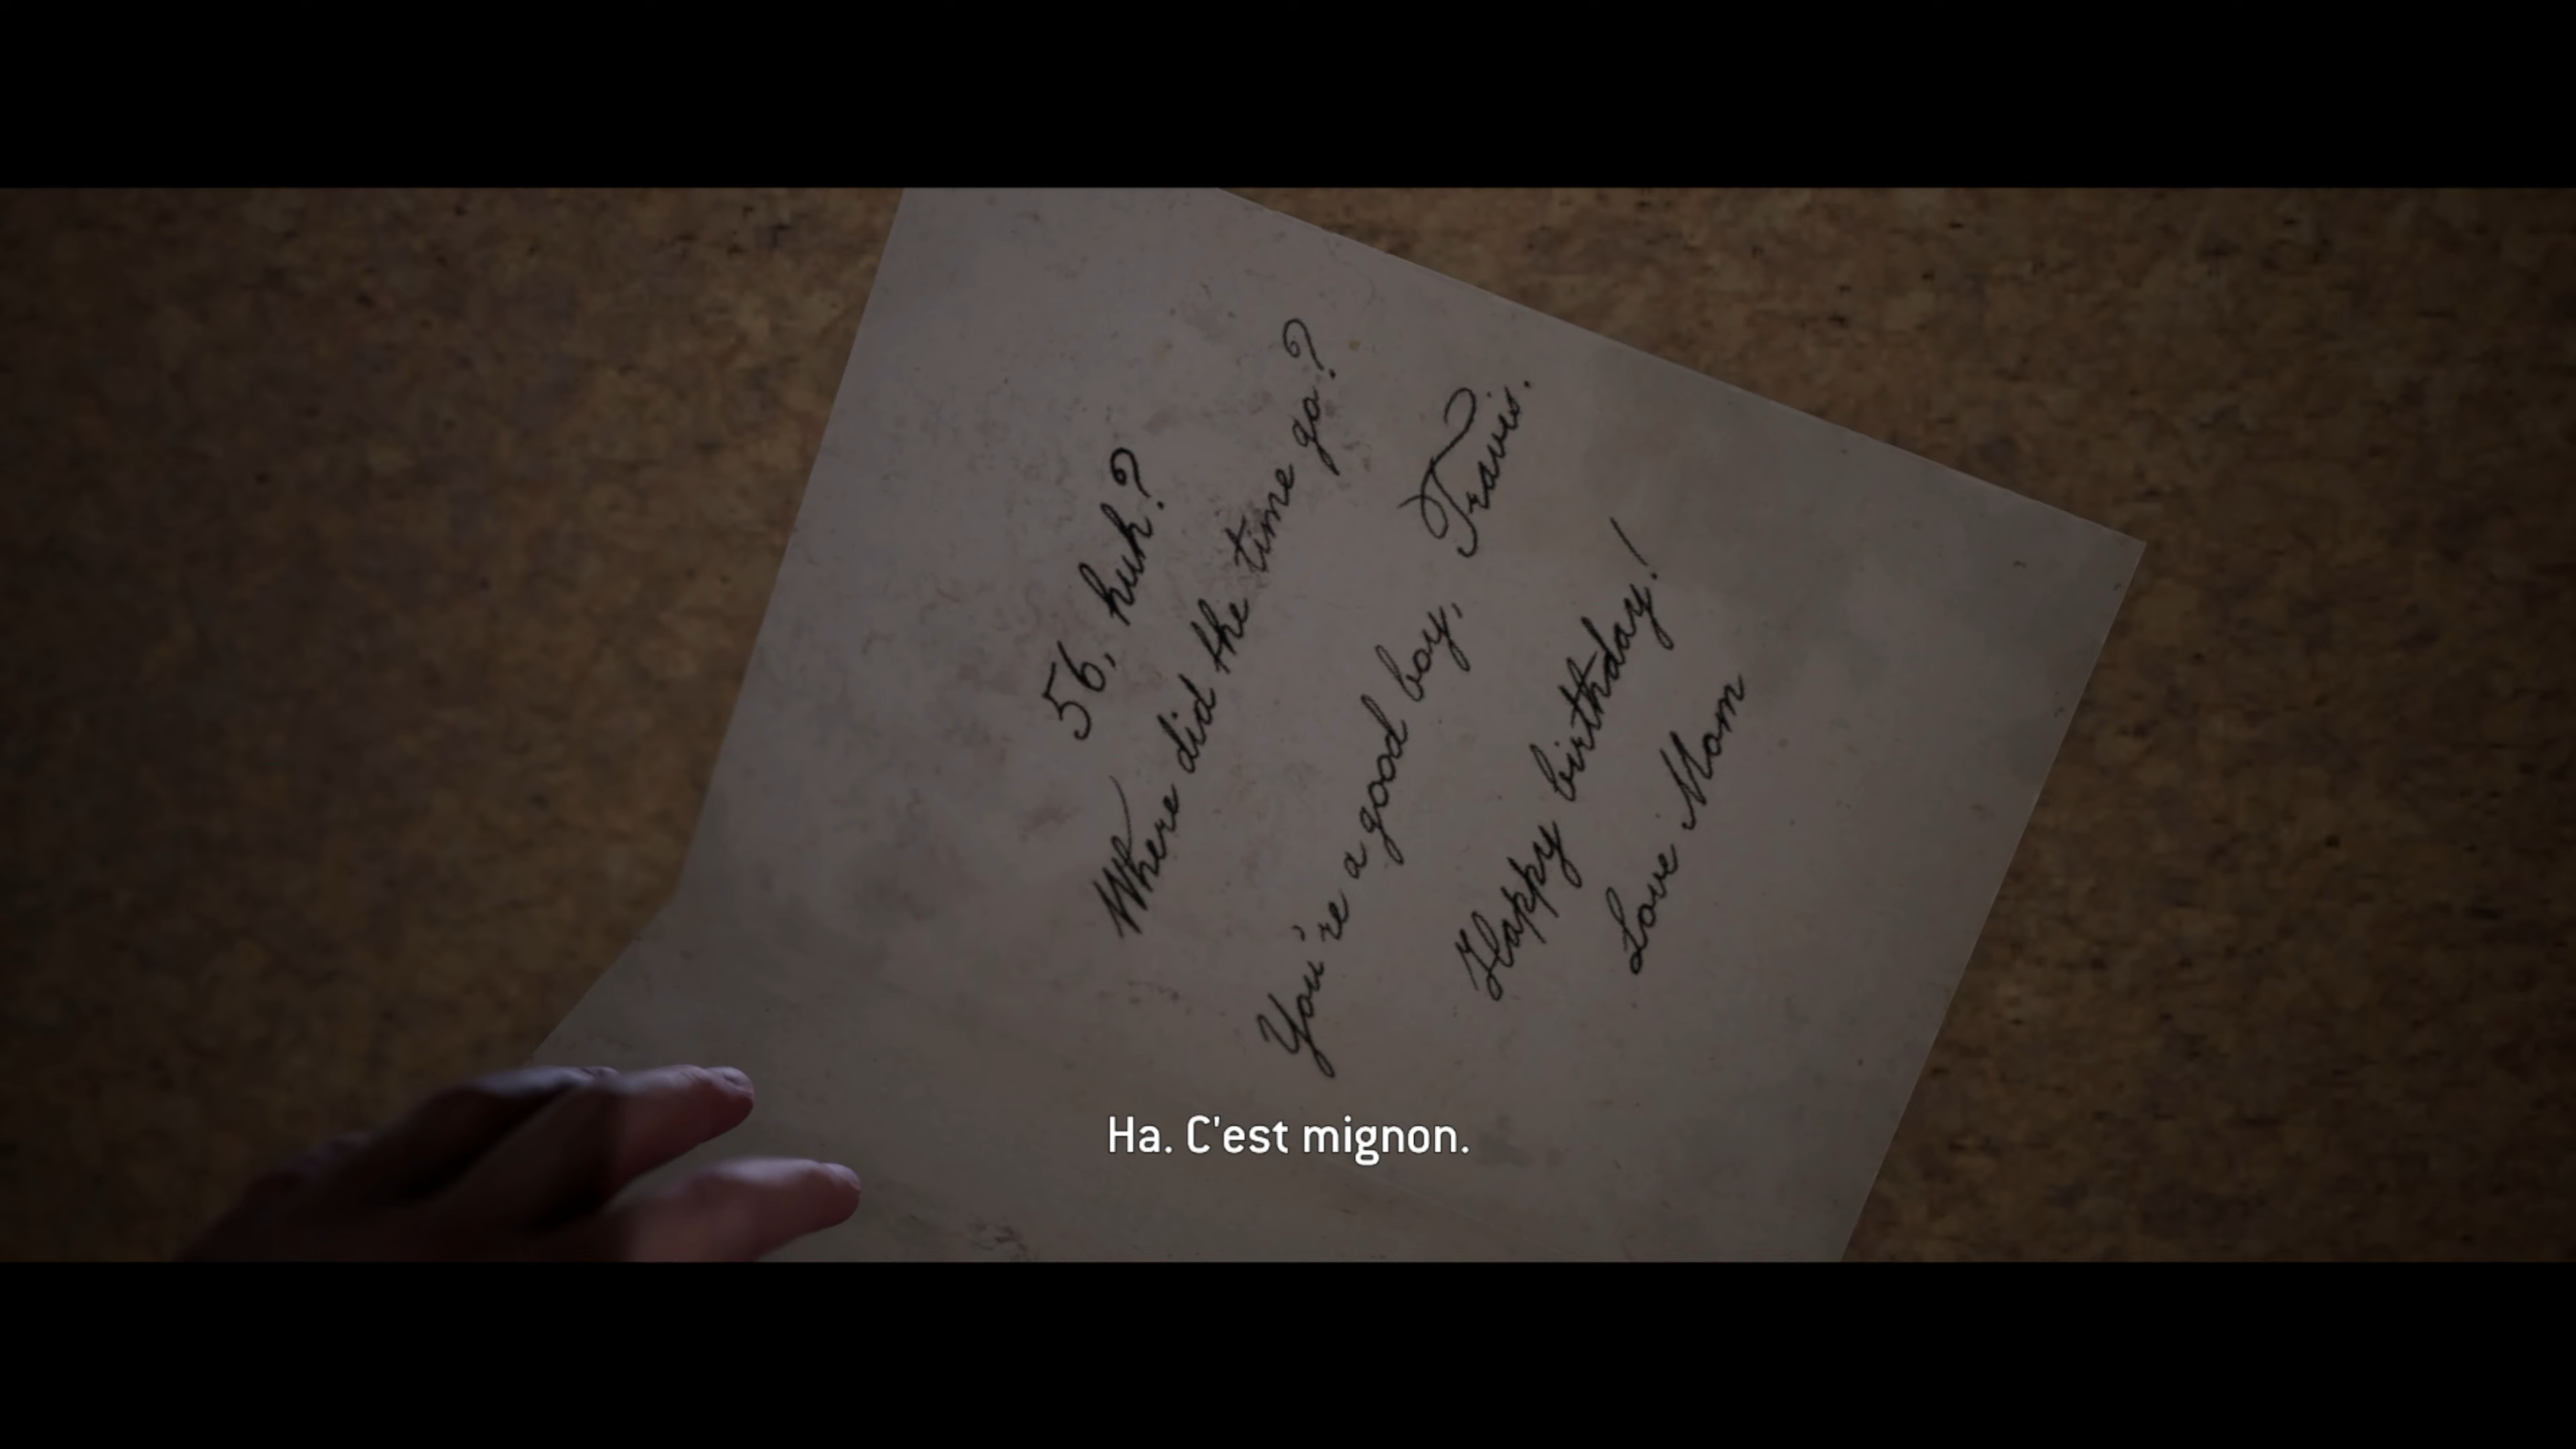 56, huh?
Where did the time go?
You're a good boy, Travis.
Happy birthday!
Love Mom
Ha. C'est mignon.